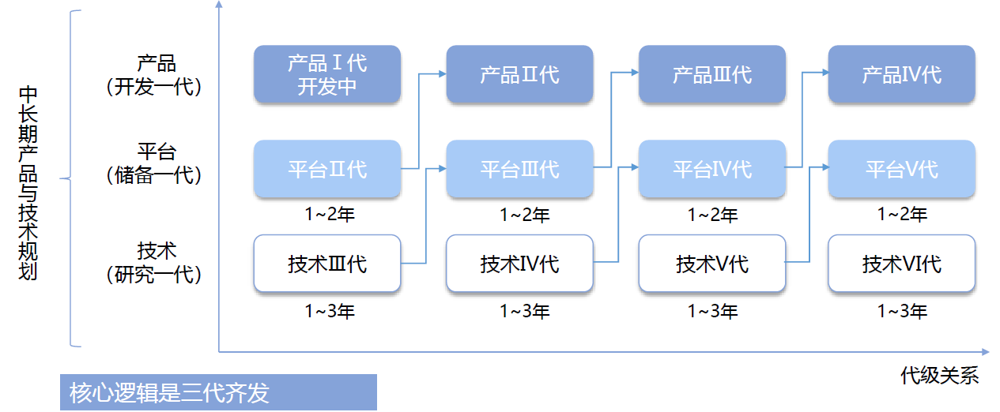 中长期产品与技术规划
产品
（开发一代）
产品Ⅰ代
开发中
产品Ⅱ代
产品Ⅲ代
产品Ⅳ代
平台
（储备一代）
平台Ⅱ代
平台Ⅲ代
平台Ⅳ代
平台Ⅴ代
1~2年
1~2年
1~2年
1~2年
技术
（研究一代）
技术Ⅲ代
技术Ⅳ代
技术Ⅴ代
技术Ⅵ代
1~3年
1~3年
1~3年
1~3年
代级关系
核心逻辑是三代齐发